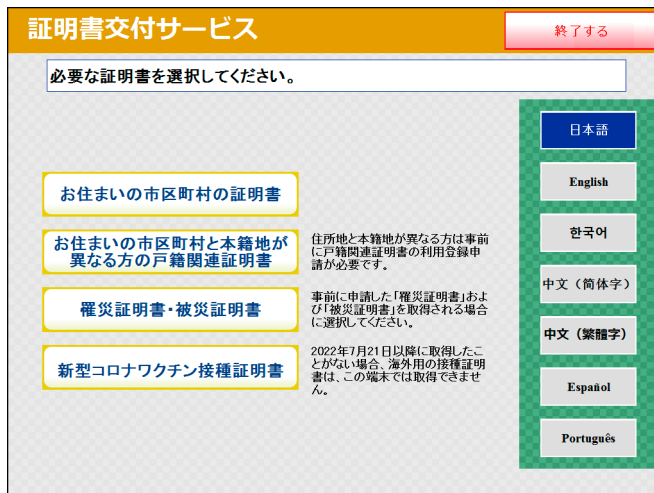 証明書交付サービス
終了する
必要な証明書を選択してください。
お住まいの市区町村の証明書
お住まいの市区町村と本籍地が
異なる方の戸籍関連証明書
住所地と本籍地が異なる方は事前
に戸籍関連証明書の利用登録申
請が必要です。
罹災証明書・被災証明書
事前に申請した「罹災証明書」およ
び「被災証明書」を取得される場合
に選択してください。
新型コロナワクチン接種証明書
2022年7月21日以降に取得したこ
とがない場合、海外用の接種証明
書は、この端末では取得できませ
ん。
日本語
English
한국어
中文（简体字）
中文（繁體字）
Español
Português